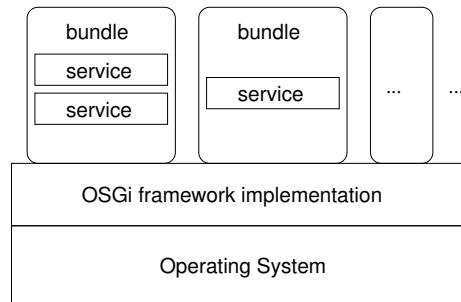 bundle
service
service
bundle
service
...
...
OSGi framework implementation
Operating System